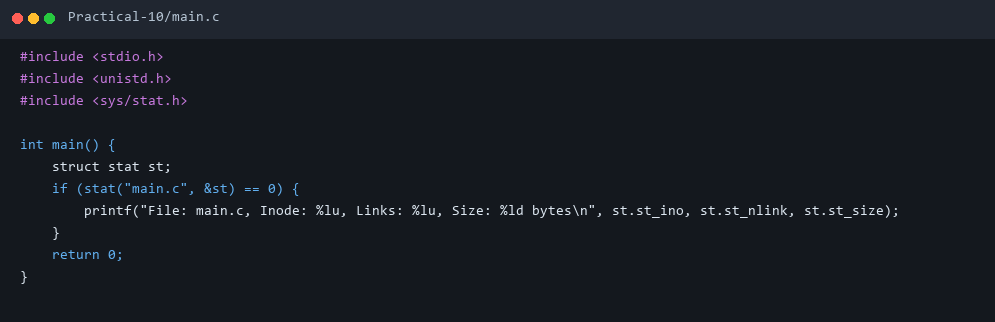 Practical-10/main.c
#include <stdio.h>
#include <unistd.h>
#include <sys/stat.h>
int main() {
    struct stat st;
    if (stat("main.c", &st) == 0) {
        printf("File: main.c, Inode: %lu, Links: %lu, Size: %ld bytes\n", st.st_ino, st.st_nlink, st.st_size);
    }
    return 0;
}